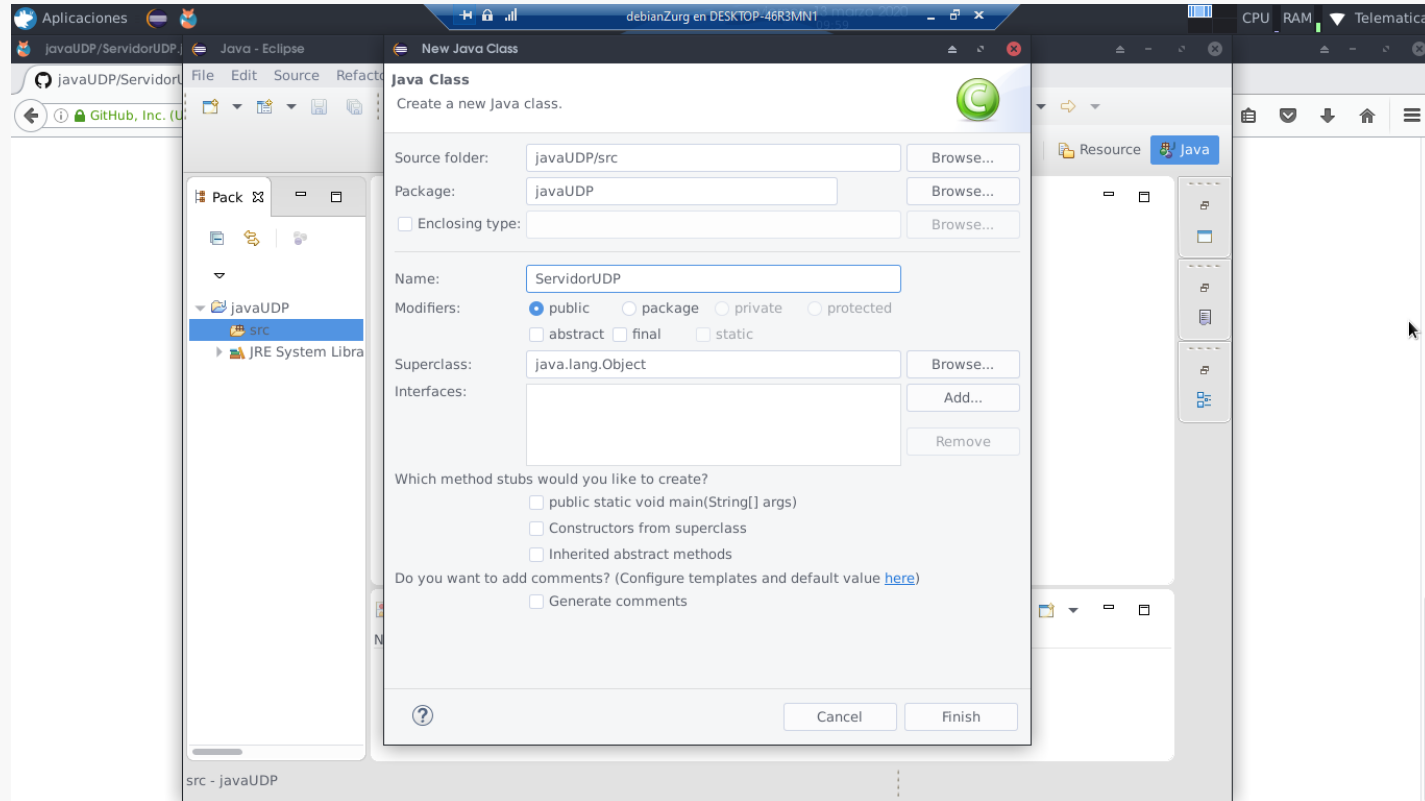 Aplicaciones
debianZurg en DESKTOP-46R3MN1
marzo 2020
09:59
CPU RAM Telematica
javaUDP/ServidorUDP.j
Java - Eclipse
New Java Class
javaUDP/ServidorU
File Edit Source Refacto
Java Class
Create a new Java class.
GitHub, Inc. (U
Resource Java
Source folder: javaUDP/src Browse...
Package: javaUDP Browse...
Pack
Enclosing type: Browse...
Name: ServidorUDP
Modifiers: public package private protected
javaUDP
abstract final static
src
JRE System Libra
Superclass: java.lang.Object Browse...
Interfaces: Add...
Remove
Which method stubs would you like to create?
public static void main(String[] args)
Constructors from superclass
Inherited abstract methods
Do you want to add comments? (Configure templates and default value here)
Generate comments
N
Cancel Finish
src - javaUDP